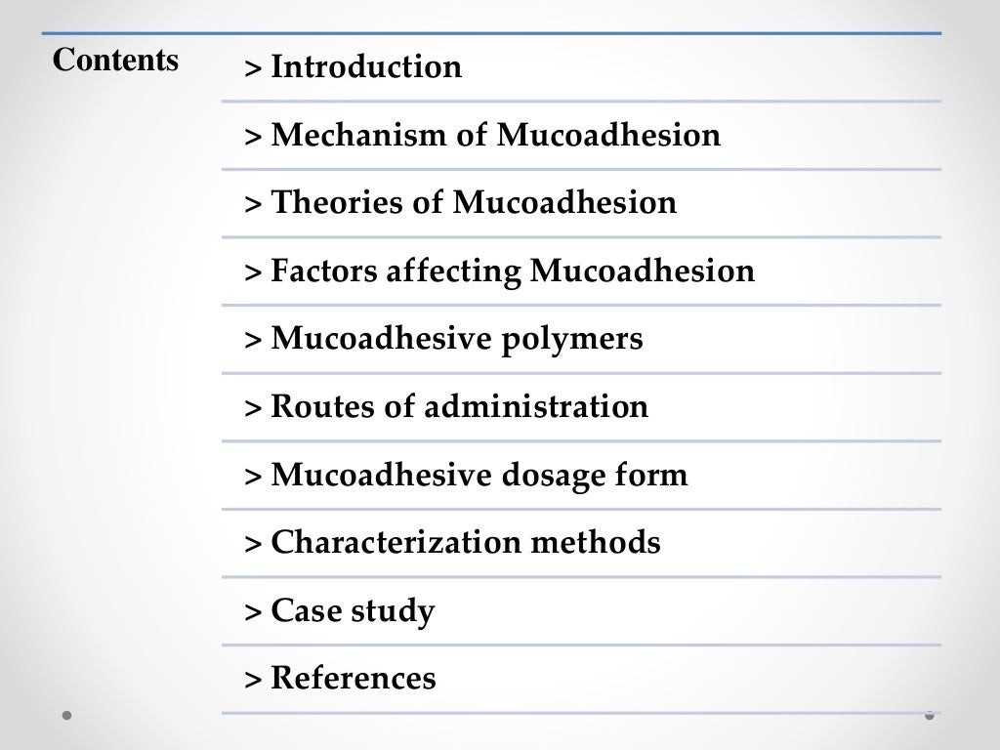 Contents
> Introduction
> Mechanism of Mucoadhesion
> Theories of Mucoadhesion
> Factors affecting Mucoadhesion
> Mucoadhesive polymers
> Routes of administration
> Mucoadhesive dosage form
> Characterization methods
> Case study
> References